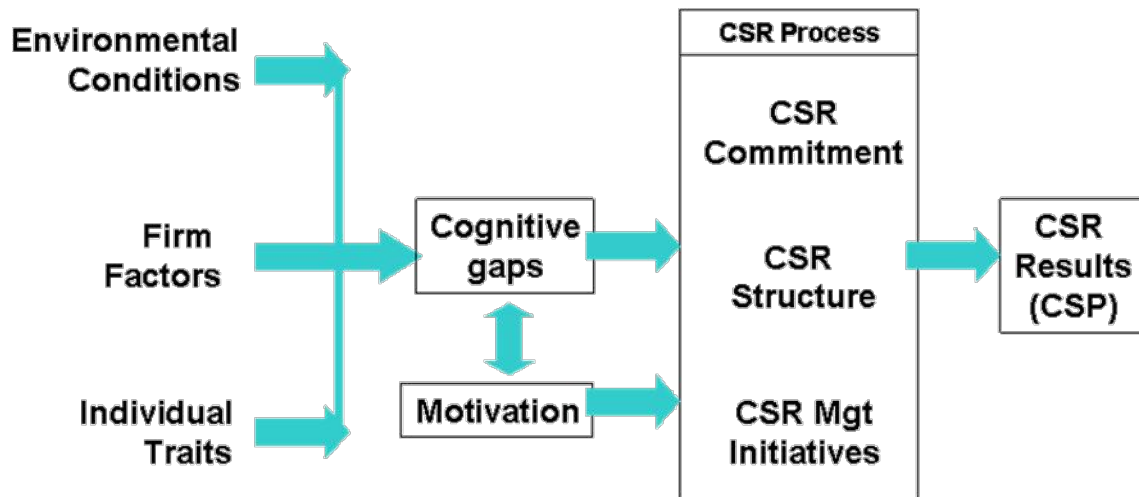 Environmental
Conditions
Firm
Factors
Individual
Traits
Cognitive
gaps
Motivation
CSR Process
CSR
Commitment
CSR
Structure
CSR Mgt
Initiatives
CSR
Results
(CSP)